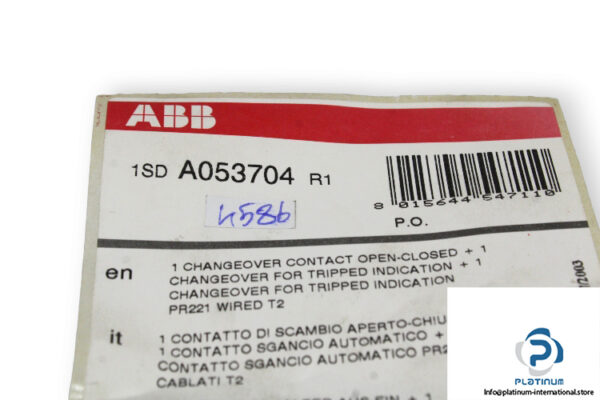 ABB
1SD A053704 R1
4586
8 015644 547110
P.O.
en
1 CHANGEOVER CONTACT OPEN-CLOSED + 1
CHANGEOVER FOR TRIPPED INDICATION + 1
CHANGEOVER FOR TRIPPED INDICATION
PR221 WIRED T2
/2003
it
1 CONTATTO DI SCAMBIO APERTO-CHIU
1 CONTATTO SGANCIO AUTOMATICO +
CONTATTO SGANCIO AUTOMATICO PR2
CABLATI T2
PLATINUM
info@platinum-international.store